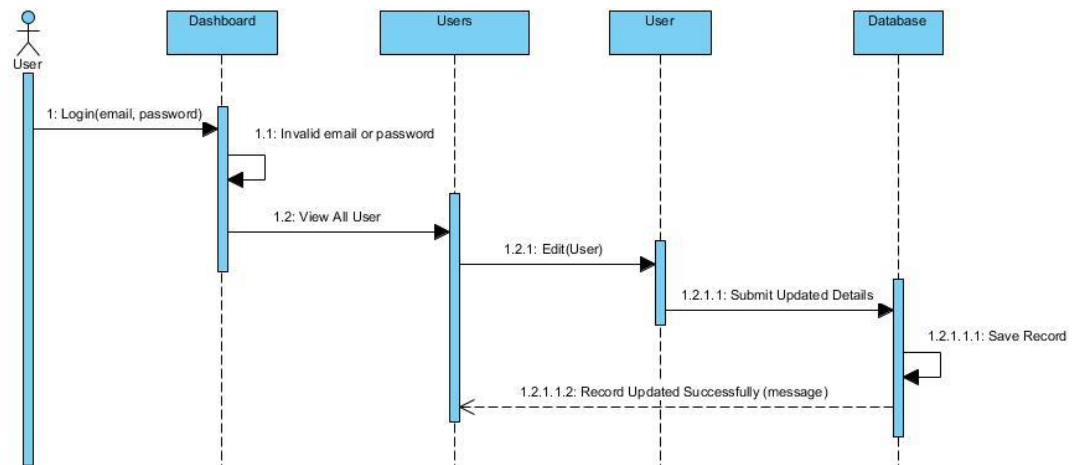 Dashboard
Users
User
Database
User
1: Login(email, password)
1.1: Invalid email or password
1.2: View All User
1.2.1: Edit(User)
1.2.1.1: Submit Updated Details
1.2.1.1.1: Save Record
1.2.1.1.2: Record Updated Successfully (message)